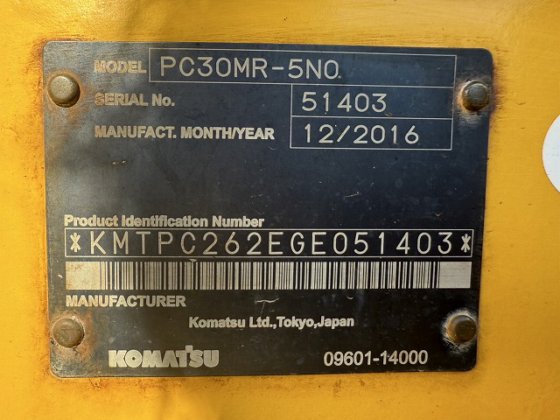 MODEL PC30MR-5N0
SERIAL No. 51403
MANUFACT. MONTH/YEAR 12/2016
Product Identification Number
*KMTPC262EGE051403*
MANUFACTURER
Komatsu Ltd.,Tokyo,Japan
KOMATSU 09601-14000